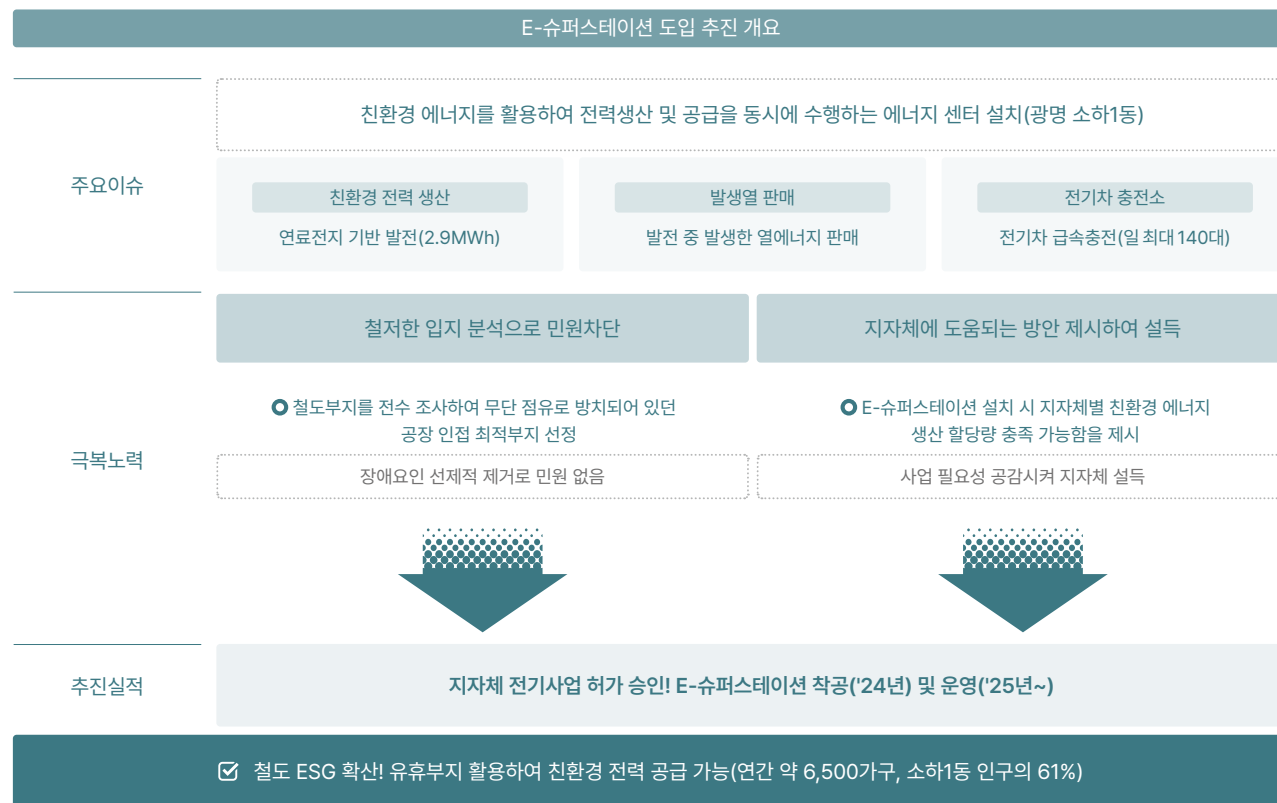 E-슈퍼스테이션 도입 추진 개요
주요이슈
친환경 에너지를 활용하여 전력생산 및 공급을 동시에 수행하는 에너지 센터 설치(광명 소하1동)
친환경 전력 생산
연료전지 기반 발전(2.9MWh)
발생열 판매
발전 중 발생한 열에너지 판매
전기차 충전소
전기차 급속충전(일 최대 140대)
극복노력
철저한 입지 분석으로 민원차단
철도부지를 전수 조사하여 무단 점유로 방치되어 있던
공장 인접 최적부지 선정
장애요인 선제적 제거로 민원 없음
지자체에 도움되는 방안 제시하여 설득
E-슈퍼스테이션 설치 시 지자체별 친환경 에너지
생산 할당량 충족 가능함을 제시
사업 필요성 공감시켜 지자체 설득
추진실적
지자체 전기사업 허가 승인! E-슈퍼스테이션 착공('24년) 및 운영('25년~)
철도 ESG 확산! 유휴부지 활용하여 친환경 전력 공급 가능(연간 약 6,500가구, 소하1동 인구의 61%)